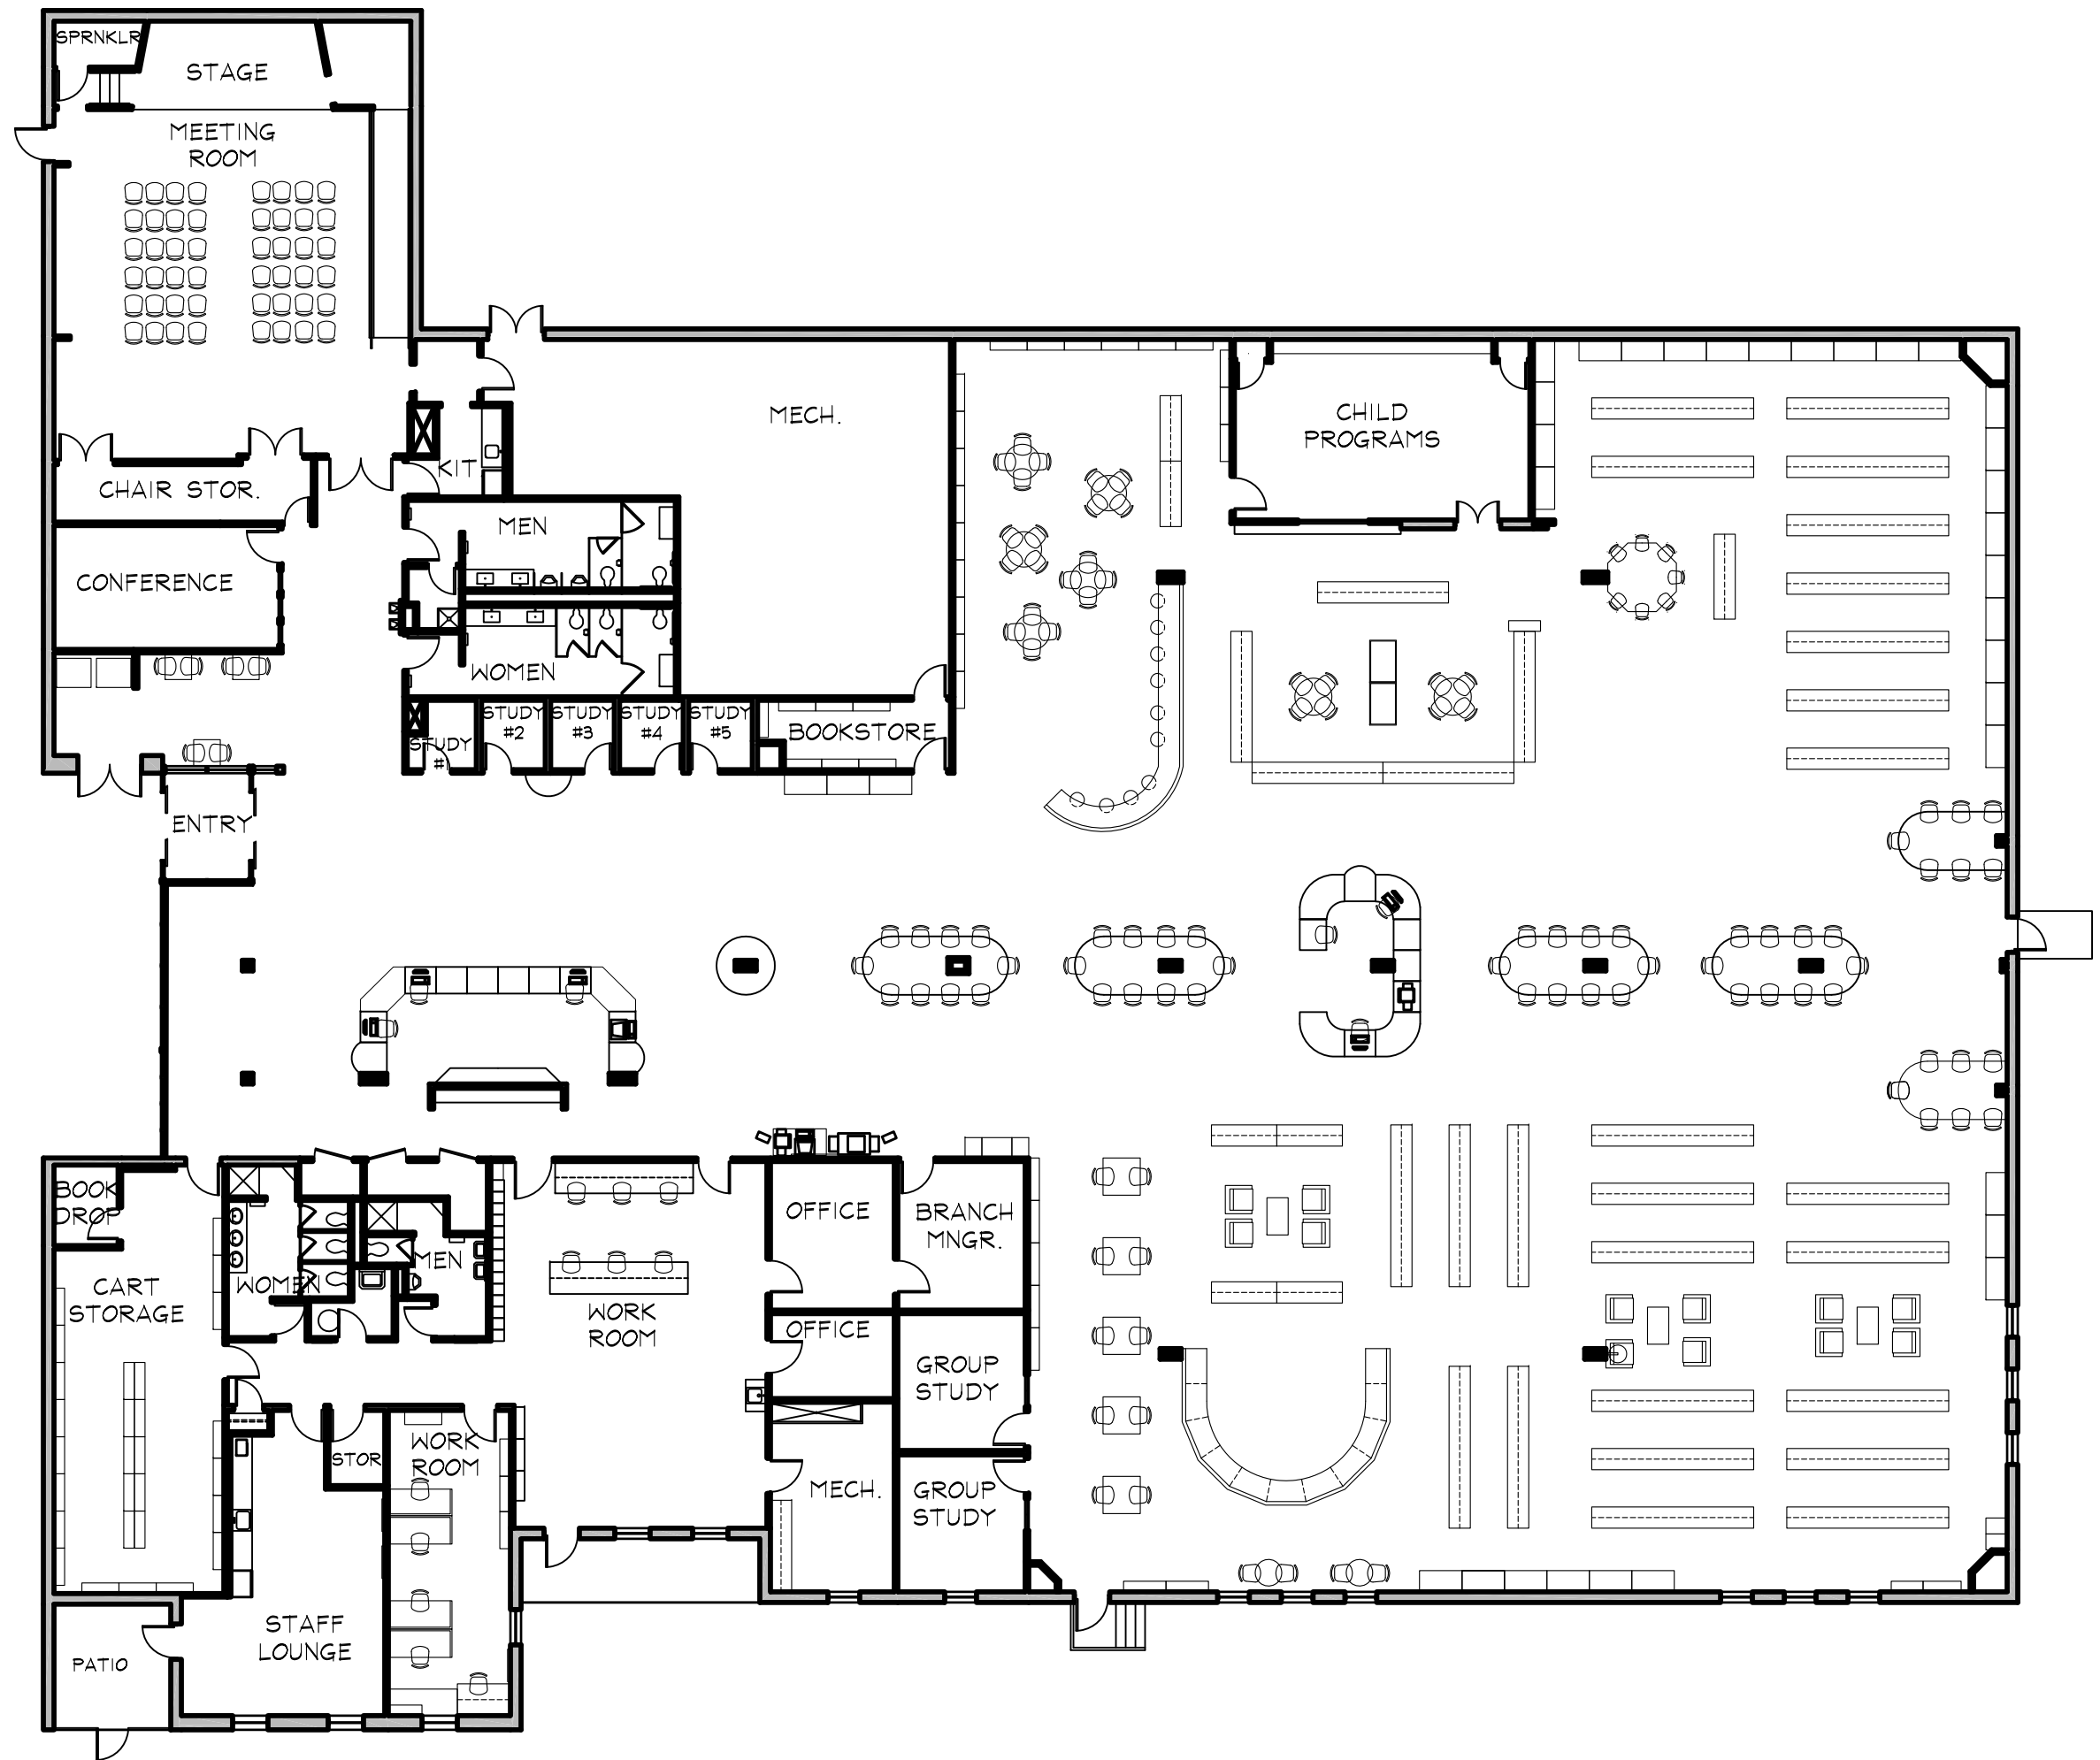 SPRNKLR
STAGE
MEETING
ROOM
CHAIR STOR.
KIT
MECH.
CHILD
PROGRAMS
MEN
CONFERENCE
WOMEN
STUDY
#1
STUDY
#2
STUDY
#3
STUDY
#4
STUDY
#5
BOOKSTORE
ENTRY
BOOK
DROP
CART
STORAGE
WOMEN
MEN
WORK
ROOM
OFFICE
BRANCH
MNGR.
OFFICE
GROUP
STUDY
STOR
WORK
ROOM
MECH.
GROUP
STUDY
STAFF
LOUNGE
PATIO